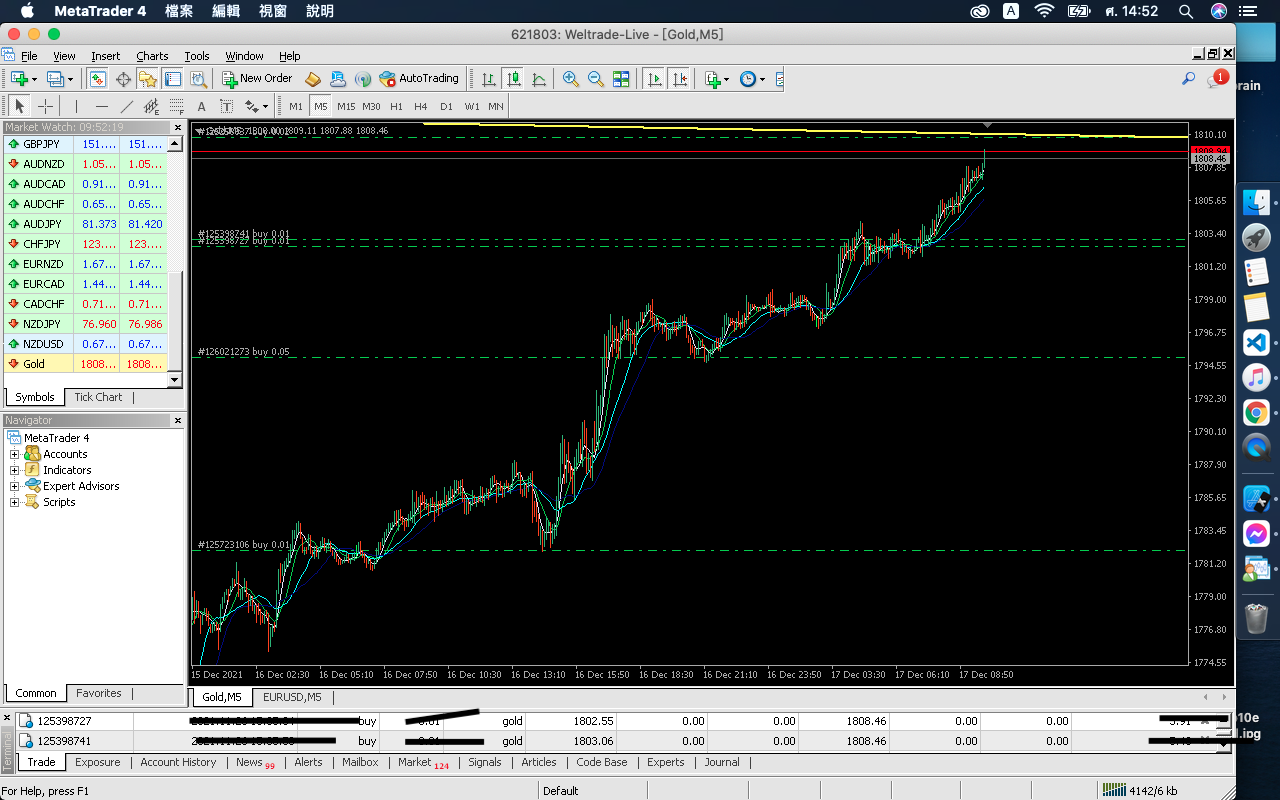 MetaTrader 4 檔案 編輯 視窗 說明 A ศ. 14:52
621803: Weltrade-Live - [Gold,M5]
File View Insert Charts Tools Window Help
New Order AutoTrading 1
A T M1 M5 M15 M30 H1 H4 D1 W1 MN
Market Watch: 09:52:19
GBPJPY 151.... 151....
AUDNZD 1.05... 1.05...
AUDCAD 0.91... 0.91...
AUDCHF 0.65... 0.65...
AUDJPY 81.373 81.420
CHFJPY 123.... 123....
EURNZD 1.67... 1.67...
EURCAD 1.44... 1.44...
CADCHF 0.71... 0.71...
NZDJPY 76.960 76.986
NZDUSD 0.67... 0.67...
Gold 1808... 1808...
Symbols Tick Chart
Navigator
MetaTrader 4
Accounts
Indicators
Expert Advisors
Scripts
Common Favorites
1809.11 1807.88 1808.46
#125398741 buy 0.01
#125398727 buy 0.01
#126021273 buy 0.05
#125723106 buy 0.01
1810.10
1808.46
1807.85
1805.65
1803.40
1801.20
1799.00
1796.75
1794.55
1792.30
1790.10
1787.90
1785.65
1783.45
1781.20
1779.00
1776.80
1774.55
15 Dec 2021 16 Dec 02:30 16 Dec 05:10 16 Dec 07:50 16 Dec 10:30 16 Dec 13:10 16 Dec 15:50 16 Dec 18:30 16 Dec 21:10 16 Dec 23:50 17 Dec 03:30 17 Dec 06:10 17 Dec 08:50
Gold,M5 EURUSD,M5
125398727 buy gold 1802.55 0.00 0.00 1808.46 0.00 0.00
125398741 buy gold 1803.06 0.00 0.00 1808.46 0.00 0.00
Terminal
Trade Exposure Account History News 99 Alerts Mailbox Market 124 Signals Articles Code Base Experts Journal
For Help, press F1 Default 4142/6 kb
rain
10e
l.jpg